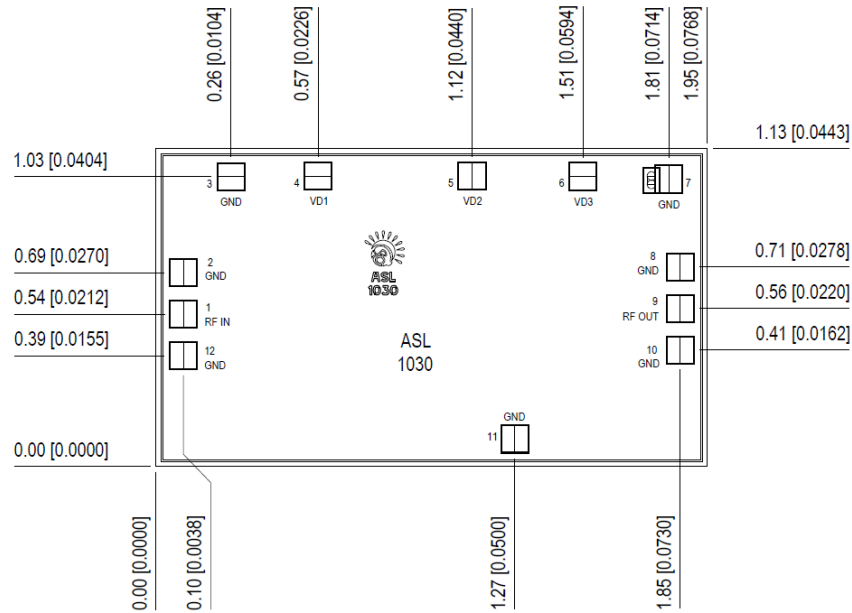 0.26 [0.0104]
0.57 [0.0226]
1.12 [0.0440]
1.51 [0.0594]
1.81 [0.0714]
1.95 [0.0768]
1.13 [0.0443]
1.03 [0.0404]
3
GND
4
VD1
5
VD2
6
VD3
7
GND
0.69 [0.0270]
2
GND
ASL
1030
8
GND
0.71 [0.0278]
0.54 [0.0212]
1
RF IN
9
RF OUT
0.56 [0.0220]
0.39 [0.0155]
12
GND
ASL
1030
10
GND
0.41 [0.0162]
GND
11
0.00 [0.0000]
0.00 [0.0000]
0.10 [0.0038]
1.27 [0.0500]
1.85 [0.0730]